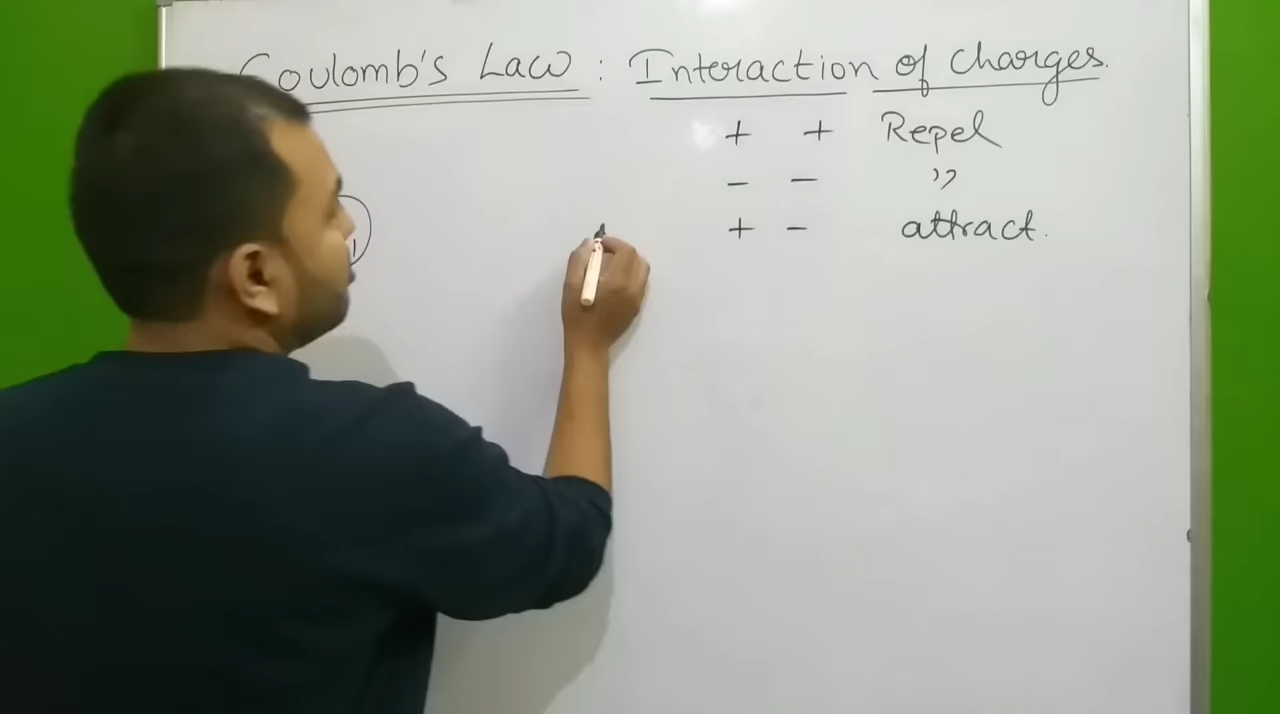 Coulomb's Law : Interaction of Charges.
+ + Repel
- - ”
+ - attract.